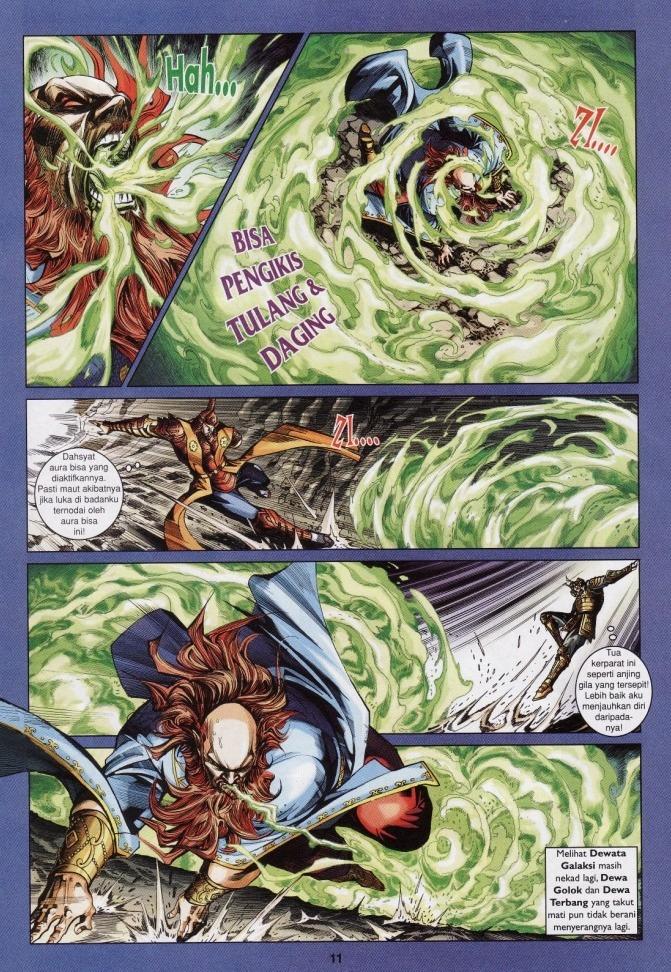 Hah...
ZI....
BISA
PENGIKIS
TULANG &
DAGING
ZI....
Dahsyat
aura bisa yang
diaktifkannya.
Pasti maut akibatnya
jika luka di badanku
ternodai oleh
aura bisa
ini!
Tua
kerparat ini
seperti anjing
gila yang tersepit!
Lebih baik aku
menjauhkan diri
daripada-
nya!
Melihat Dewata
Galaksi masih
nekad lagi, Dewa
Golok dan Dewa
Terbang yang takut
mati pun tidak berani
menyerangnya lagi.
11